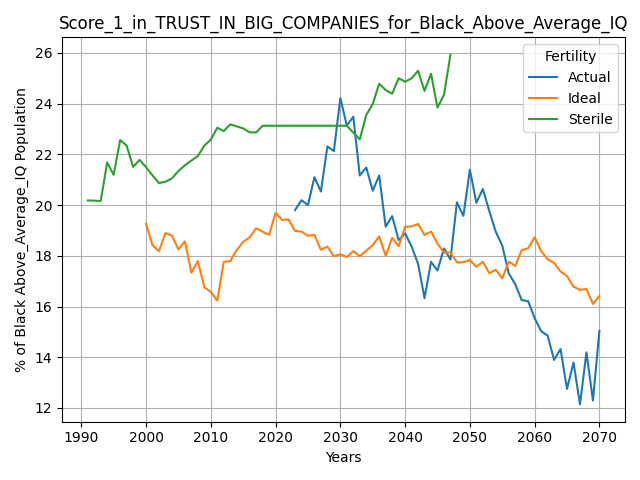 Score_1_in_TRUST_IN_BIG_COMPANIES_for_Black_Above_Average_IQ
% of Black Above_Average_IQ Population
26
24
22
20
18
16
14
12
Fertility
Actual
Ideal
Sterile
1990 2000 2010 2020 2030 2040 2050 2060 2070
Years